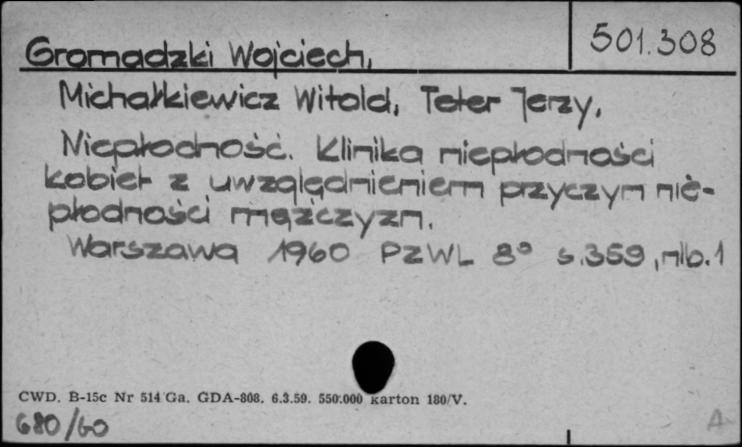 501.308
Gromadzki Wojciech,
Michałkiewicz Witold, Teter Jerzy,
Niepłodność. Klinika niepłodności
kobiet z uwzględnieniem przyczyn nie-
płodności mężczyzn.
Warszawa 1960 PZWL 8° s.359, nlb.1
CWD. B-15c Nr 514 Ga. GDA-808. 6.3.59. 550.000 karton 180/V.
680/60 A